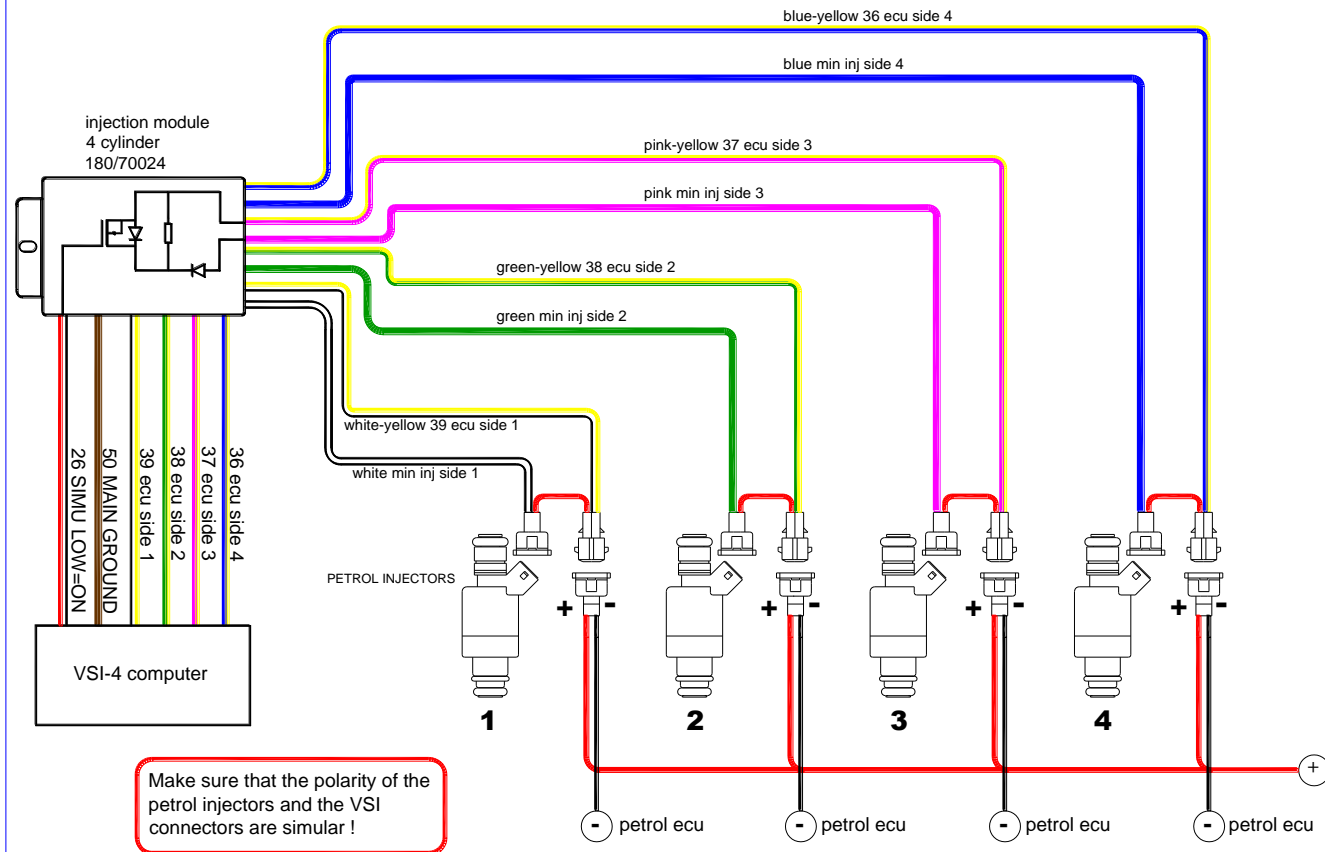 blue-yellow 36 ecu side 4
blue min inj side 4
injection module
4 cylinder
180/70024
pink-yellow 37 ecu side 3
pink min inj side 3
green-yellow 38 ecu side 2
green min inj side 2
white-yellow 39 ecu side 1
white min inj side 1
26 SIMU LOW=ON
50 MAIN GROUND
39 ecu side 1
38 ecu side 2
37 ecu side 3
36 ecu side 4
PETROL INJECTORS
+ -
+ -
+ -
+ -
VSI-4 computer
1
2
3
4
+
Make sure that the polarity of the
petrol injectors and the VSI
connectors are simular !
- petrol ecu
- petrol ecu
- petrol ecu
- petrol ecu